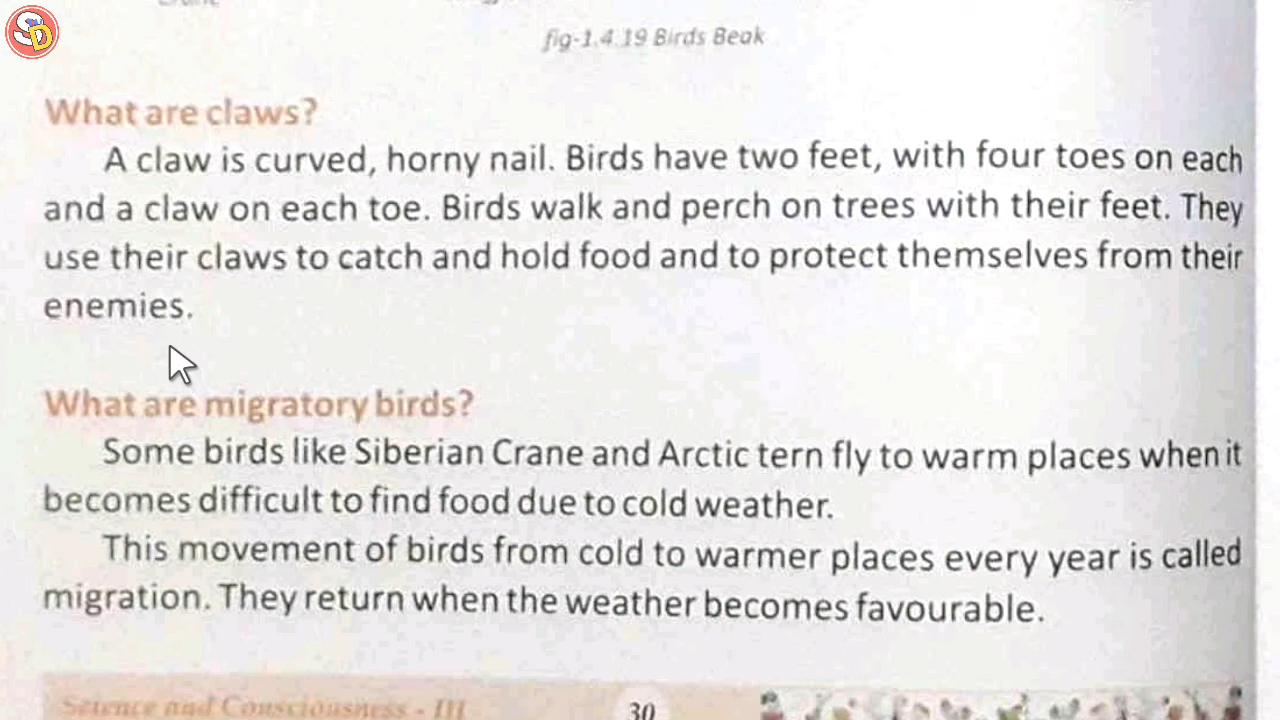 fig-1.4.19 Birds Beak
What are claws?
A claw is curved, horny nail. Birds have two feet, with four toes on each
and a claw on each toe. Birds walk and perch on trees with their feet. They
use their claws to catch and hold food and to protect themselves from their
enemies.
What are migratory birds?
Some birds like Siberian Crane and Arctic tern fly to warm places when it
becomes difficult to find food due to cold weather.
This movement of birds from cold to warmer places every year is called
migration. They return when the weather becomes favourable.
Science and Consciousness - III
30